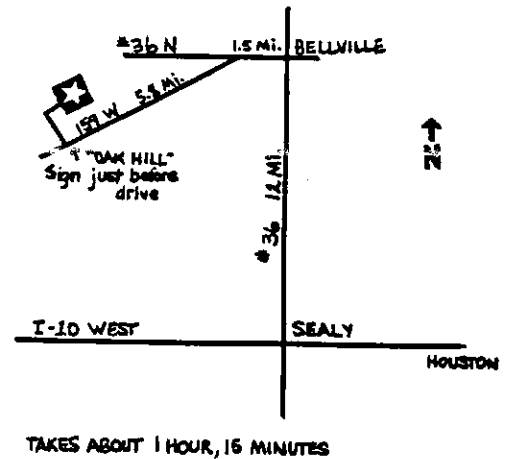 #36 N 1.5 Mi. BELLVILLE
159 W 5.8 Mi.
"OAK HILL"
Sign just before
drive
N
#36 12 Mi.
I-10 WEST SEALY
HOUSTON
TAKES ABOUT 1 HOUR, 15 MINUTES